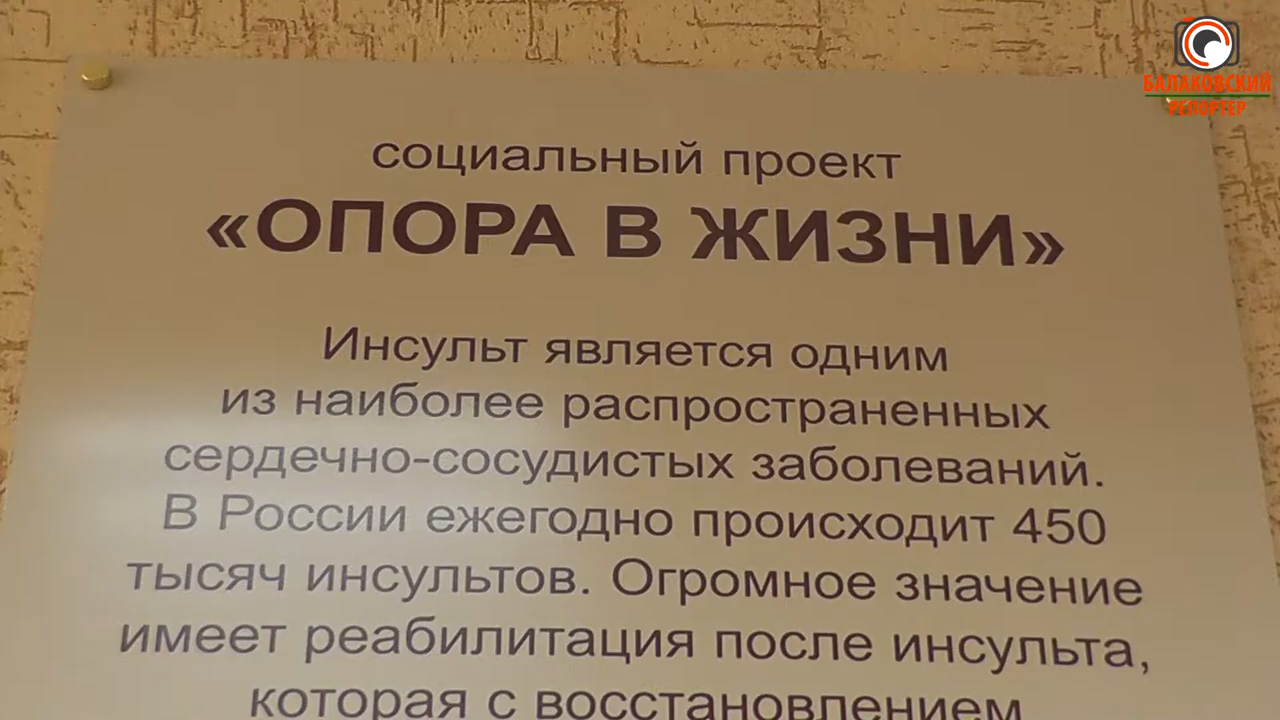 БАЛАКОВСКИЙ
РЕПОРТЕР
социальный проект
«ОПОРА В ЖИЗНИ»
Инсульт является одним
из наиболее распространенных
сердечно-сосудистых заболеваний.
В России ежегодно происходит 450
тысяч инсультов. Огромное значение
имеет реабилитация после инсульта,
которая с восстановлением